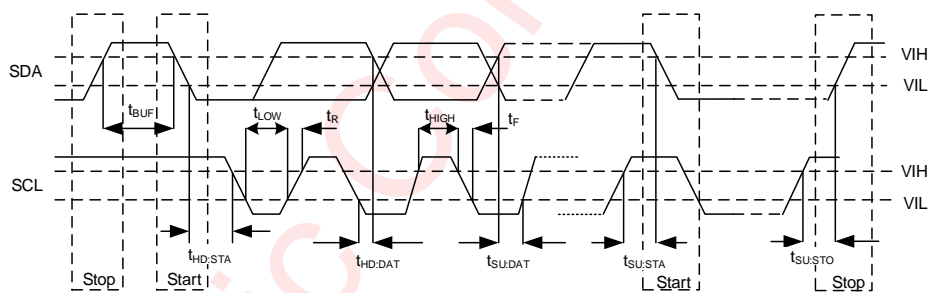 SDA
VIH
VIL
tBUF
tLOW
tR
tHIGH
tF
SCL
VIH
VIL
tHD:STA
tHD:DAT
tSU:DAT
tSU:STA
tSU:STO
Stop
Start
Start
Stop